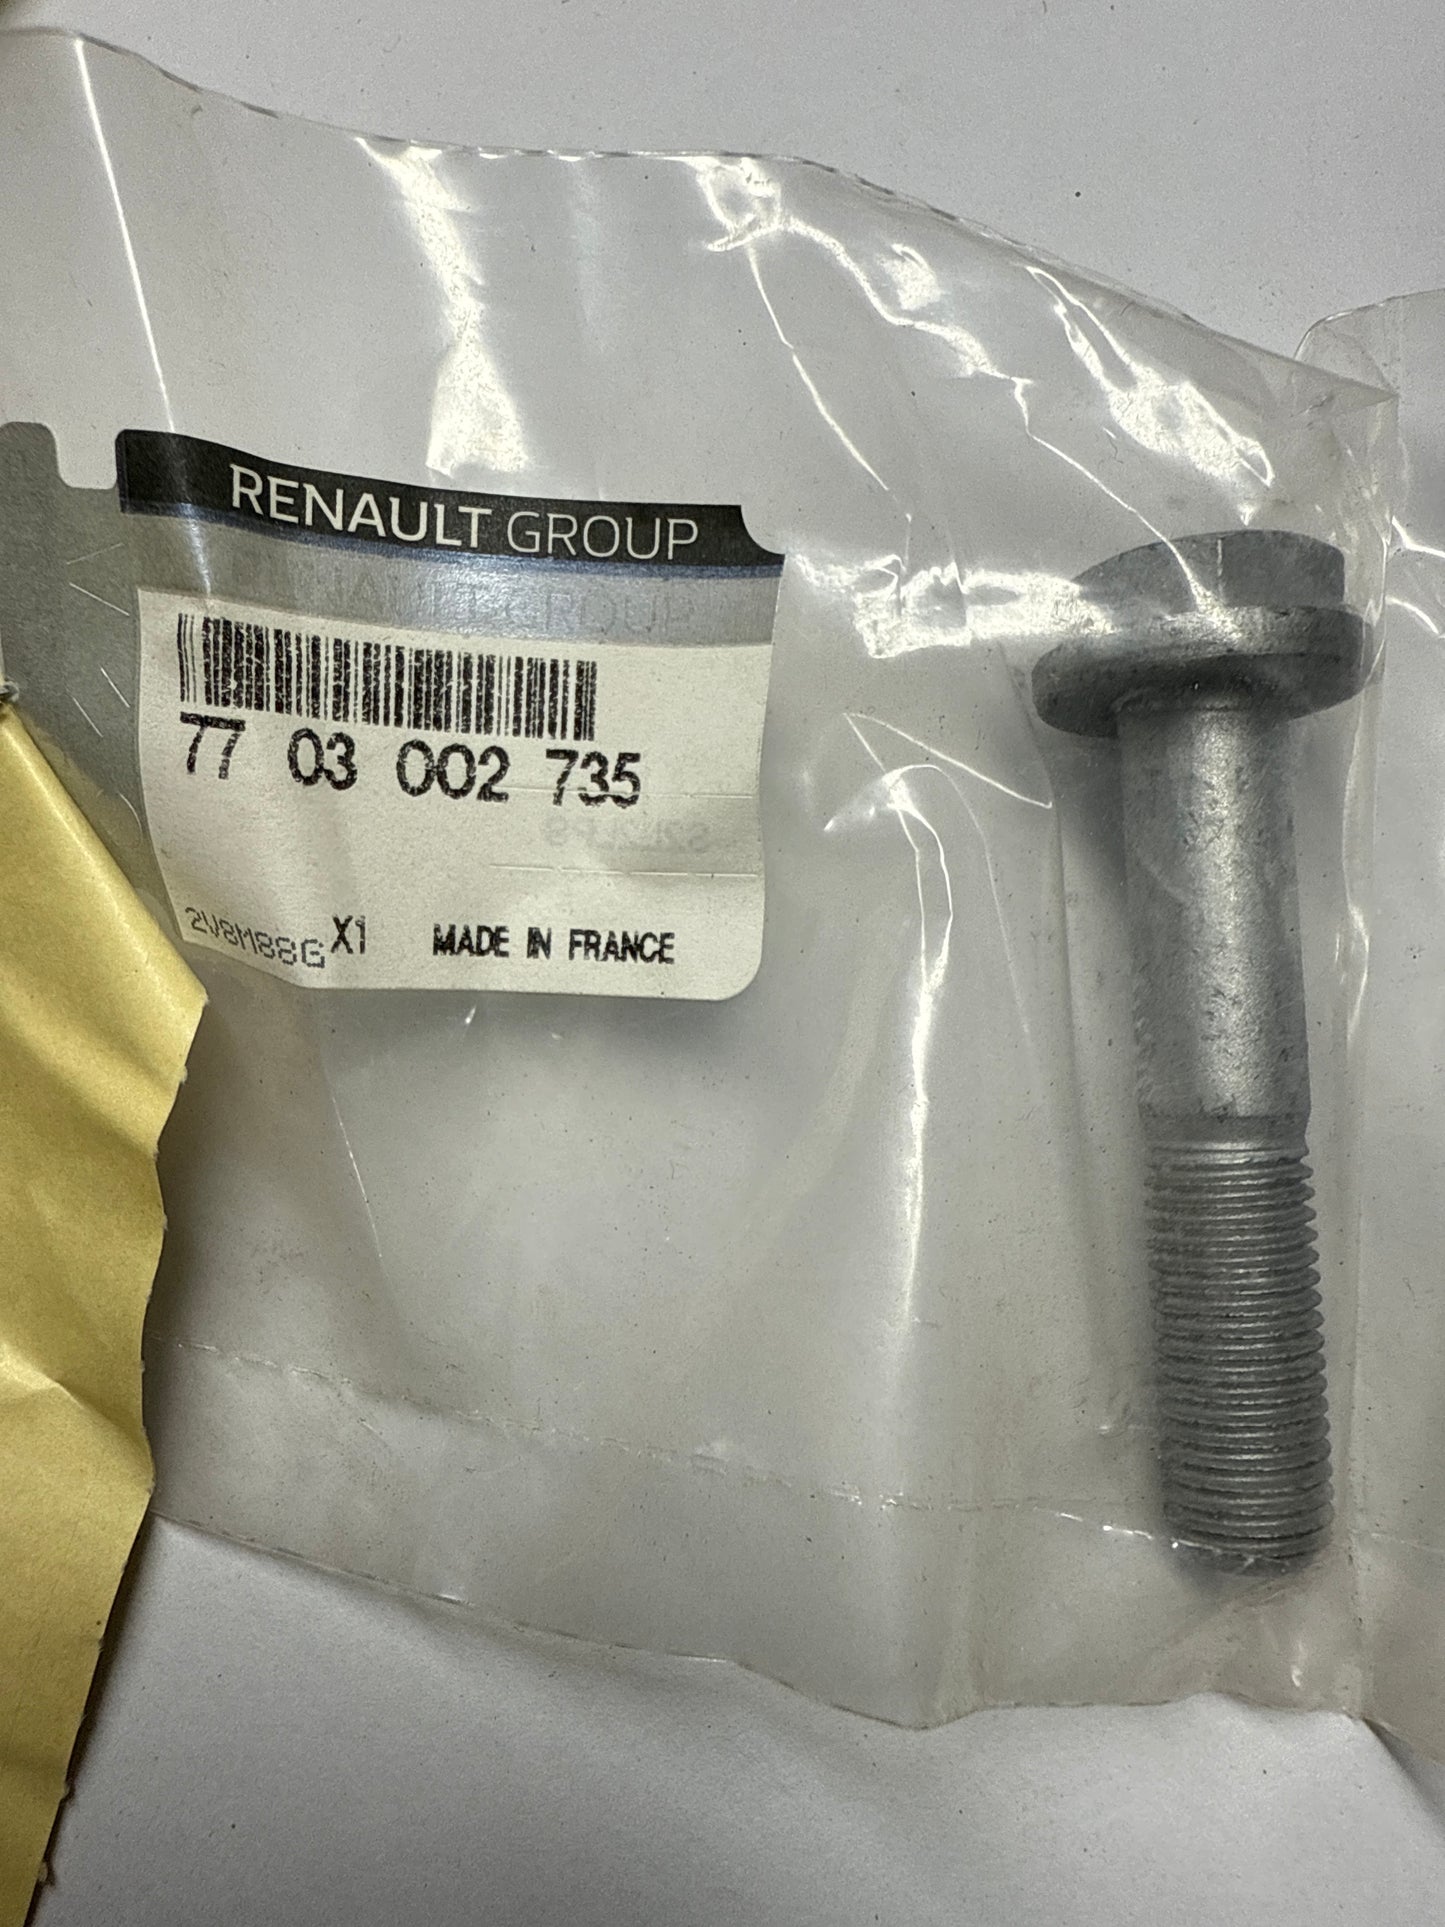 RENAULT GROUP
77 03 002 735
2V8M88G X1 MADE IN FRANCE